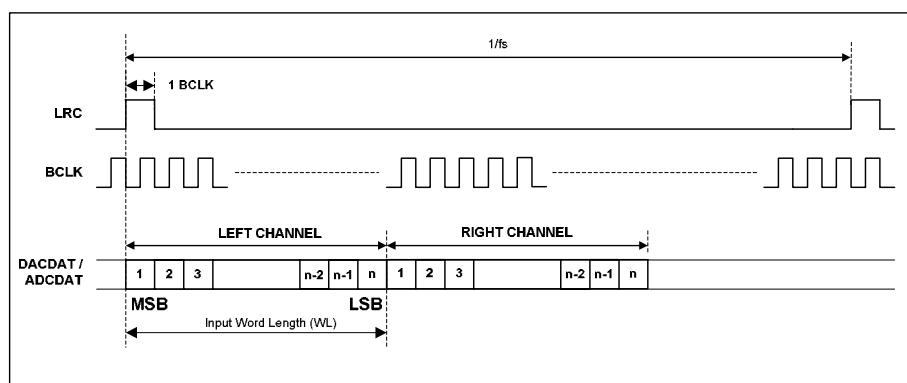 1/fs
1 BCLK
LRC
BCLK
LEFT CHANNEL RIGHT CHANNEL
DACDAT /
ADCDAT
1 2 3 n-2 n-1 n 1 2 3 n-2 n-1 n
MSB LSB
Input Word Length (WL)